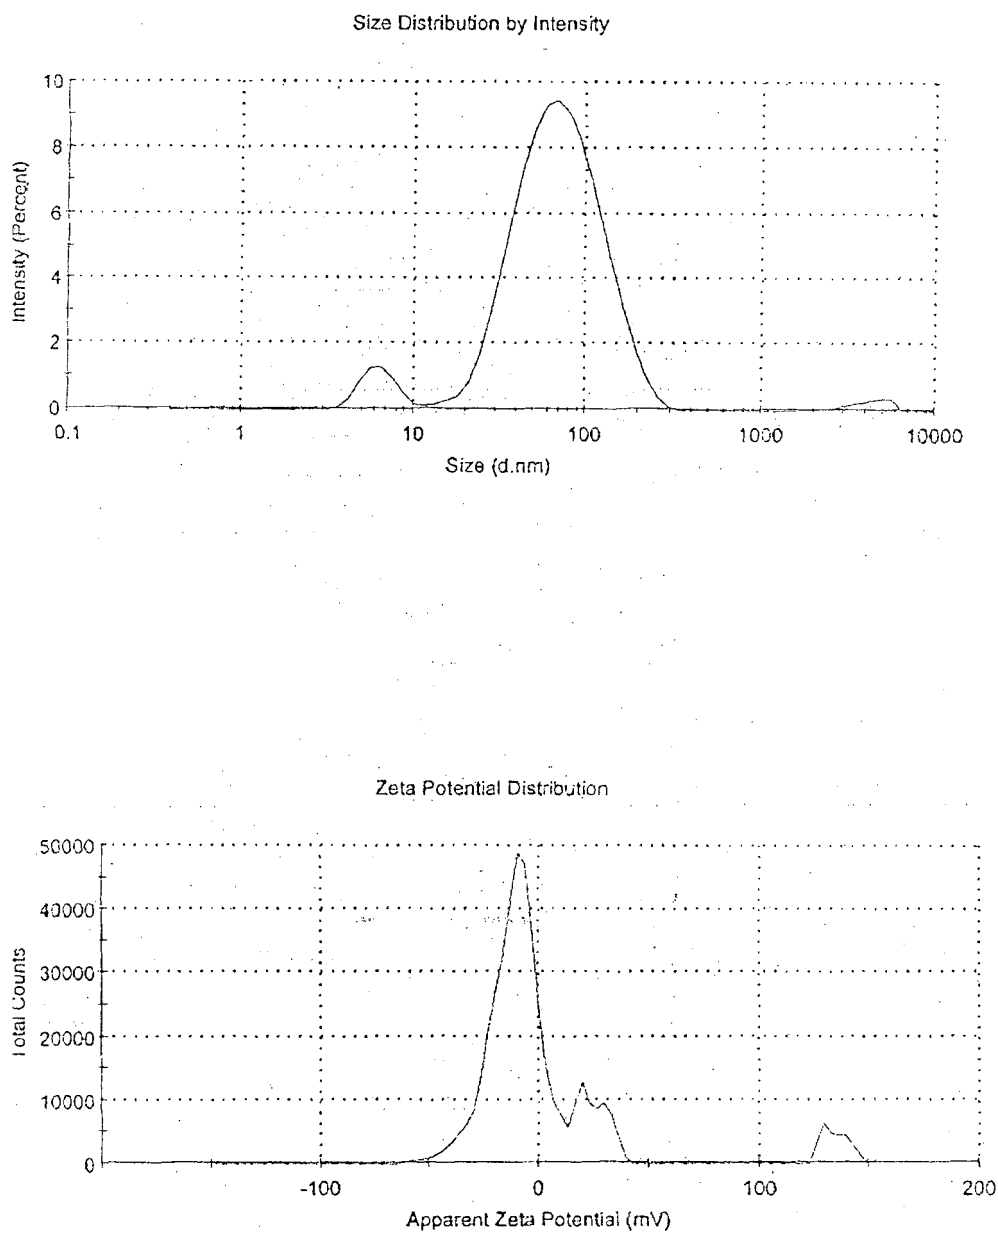 Size Distribution by Intensity
10
8
6
4
2
0
Intensity (Percent)
0.1 1 10 100 1000 10000
Size (d.nm)
Zeta Potential Distribution
50000
40000
30000
20000
10000
0
Total Counts
-100 0 100 200
Apparent Zeta Potential (mV)